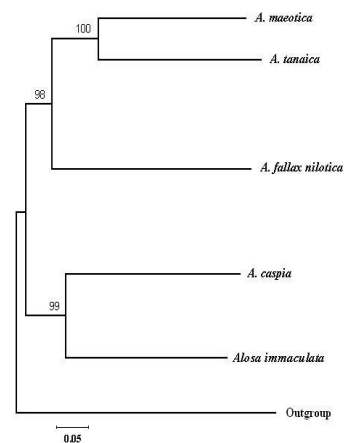 A. maeotica
100
A. tanaica
98
A. fallax nilotica
A. caspia
99
Alosa immaculata
Outgroup
0.05